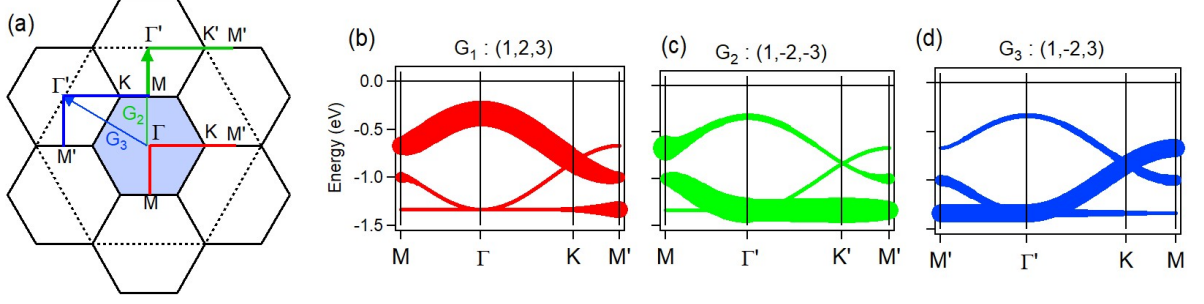 (a)
Γ'
K'
M'
Γ'
K
M
G₂
G₃
Γ
K
M'
M'
M
(b)
G₁ : (1,2,3)
Energy (eV)
0.0
-0.5
-1.0
-1.5
M
Γ
K
M'
(c)
G₂ : (1,-2,-3)
M
Γ'
K'
M'
(d)
G₃ : (1,-2,3)
M'
Γ'
K
M